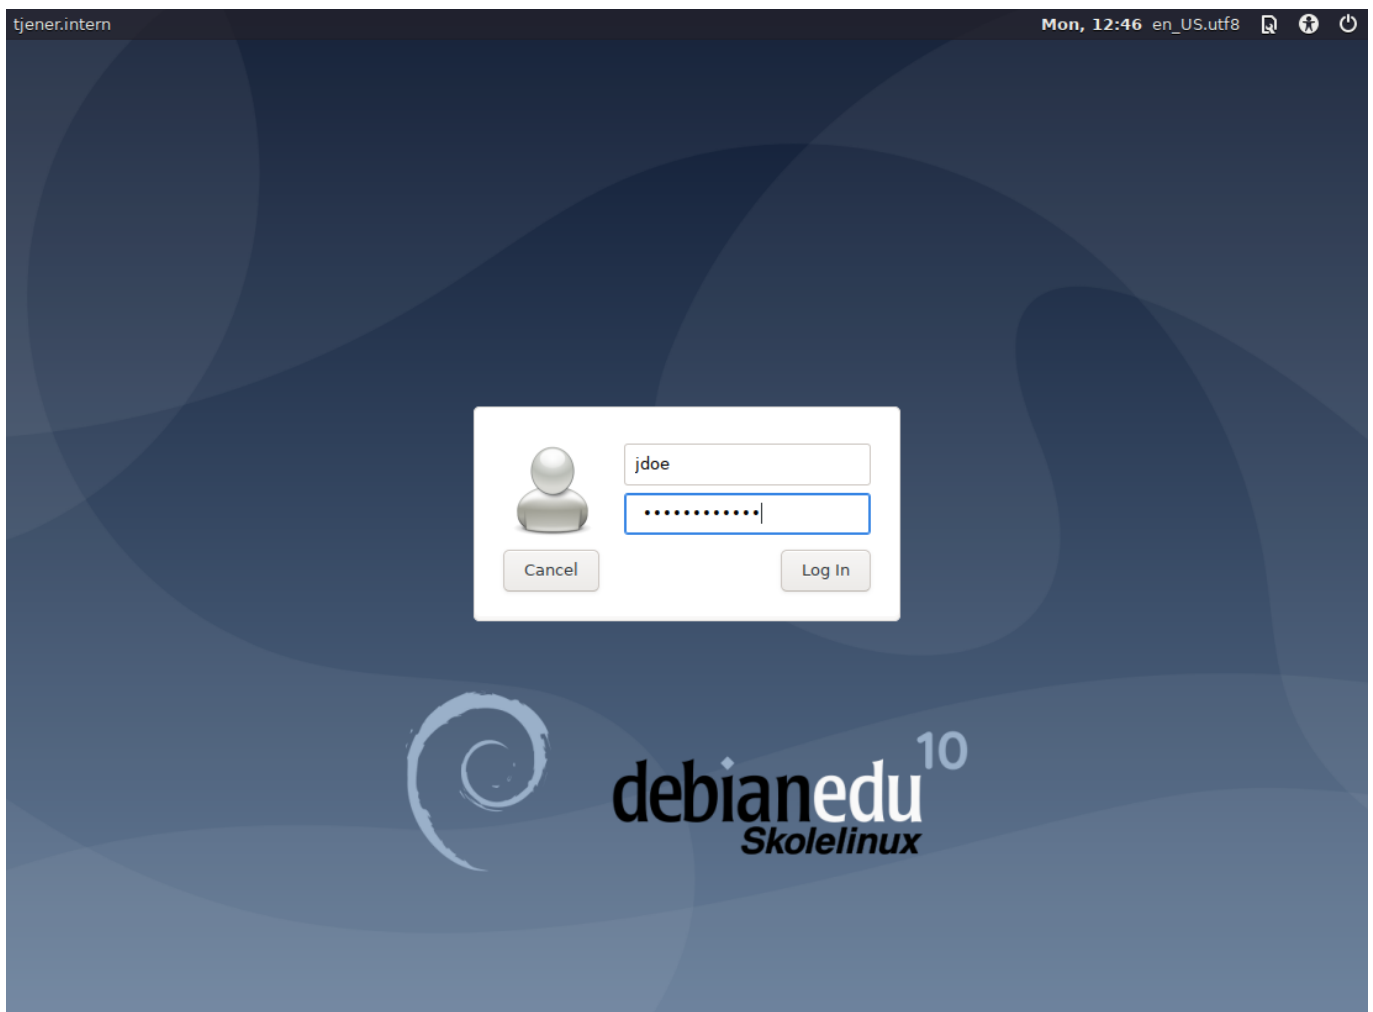 tjener.intern
Mon, 12:46 en_US.utf8
jdoe
••••••••••••
Cancel
Log In
debianedu 10
Skolelinux